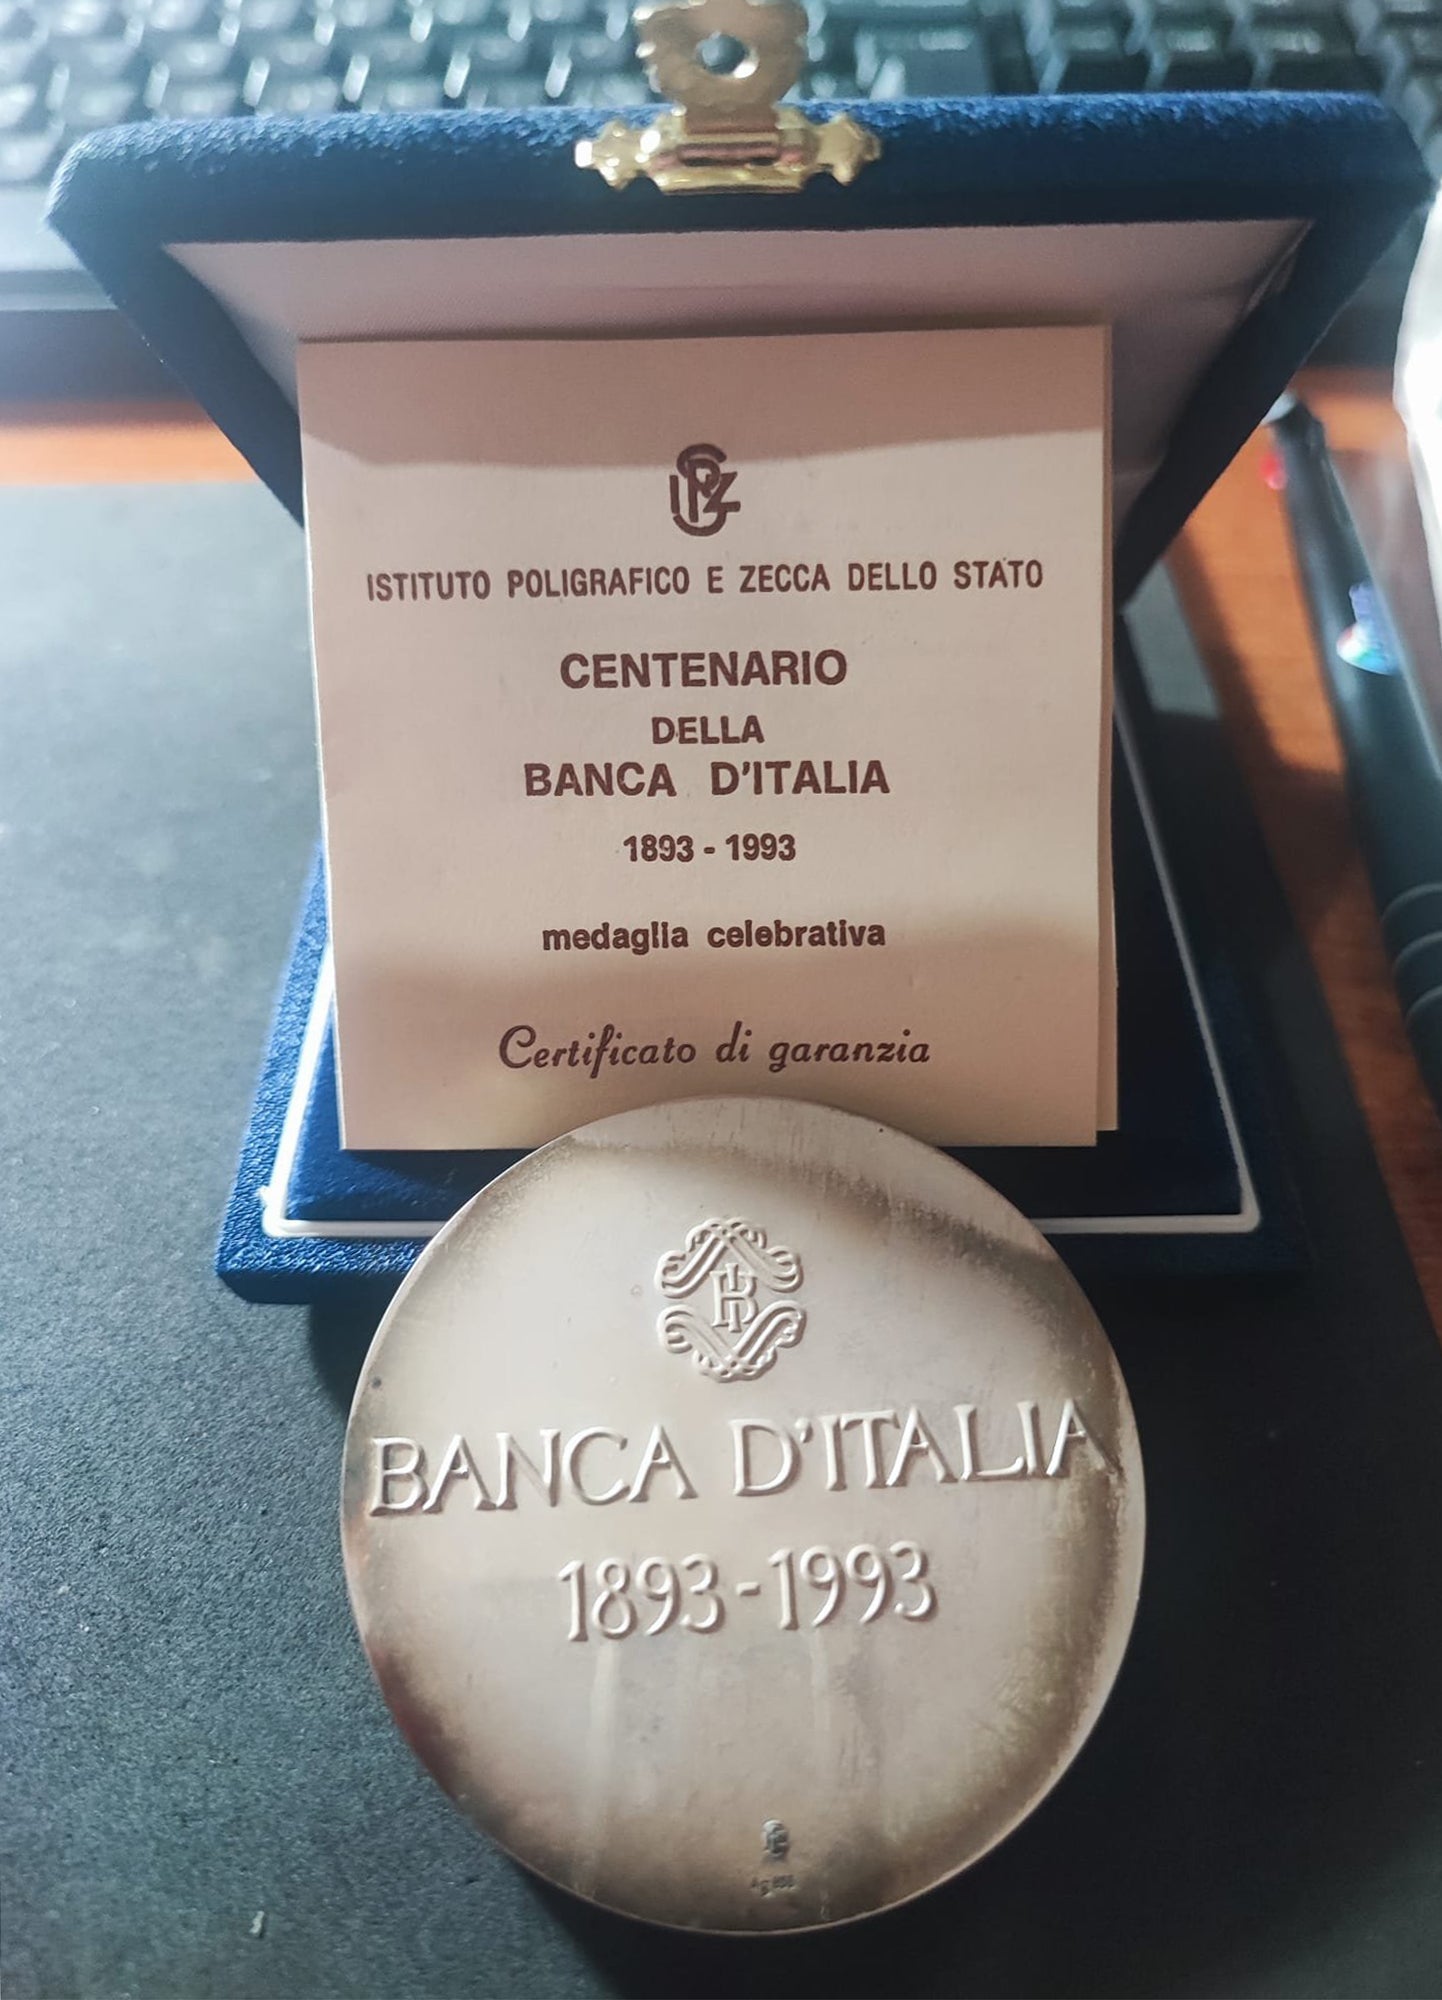 ISTITUTO POLIGRAFICO E ZECCA DELLO STATO
CENTENARIO
DELLA
BANCA D'ITALIA
1893 - 1993
medaglia celebrativa
Certificato di garanzia
BANCA D'ITALIA
1893-1993